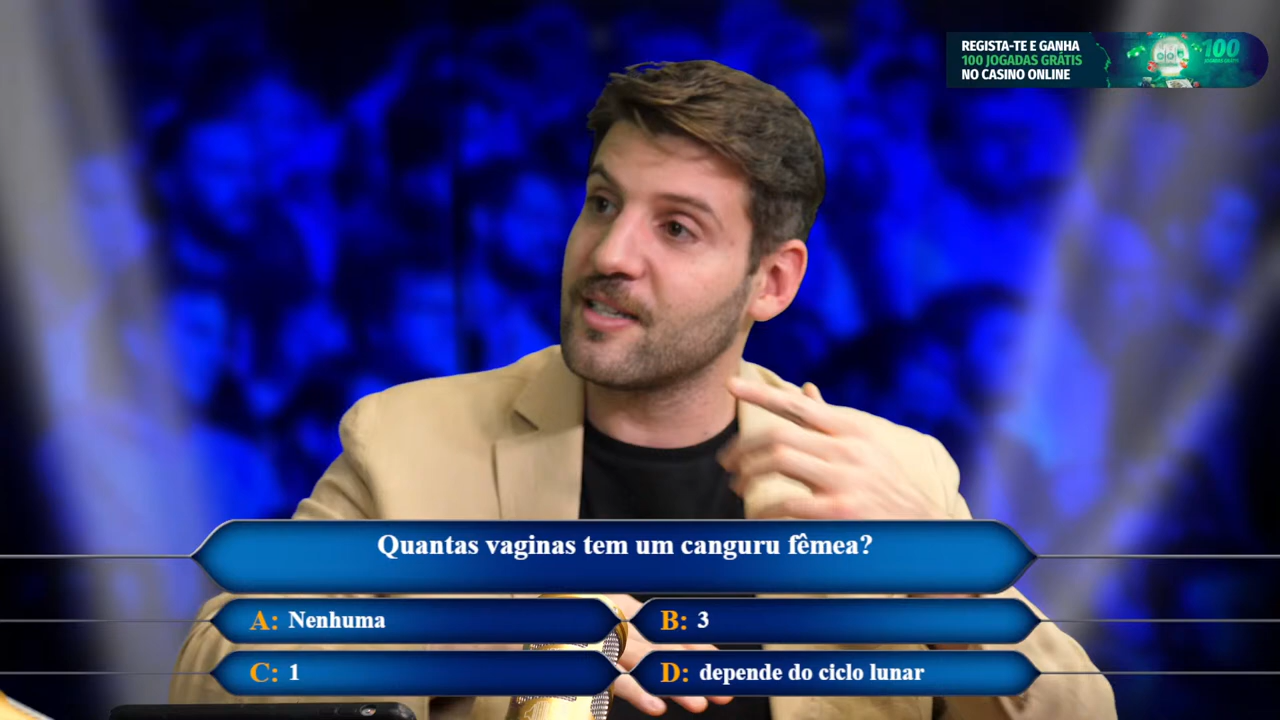 REGISTA-TE E GANHA
100 JOGADAS GRÁTIS
NO CASINO ONLINE
100
Quantas vaginas tem um canguru fêmea?
A: Nenhuma
B: 3
C: 1
D: depende do ciclo lunar